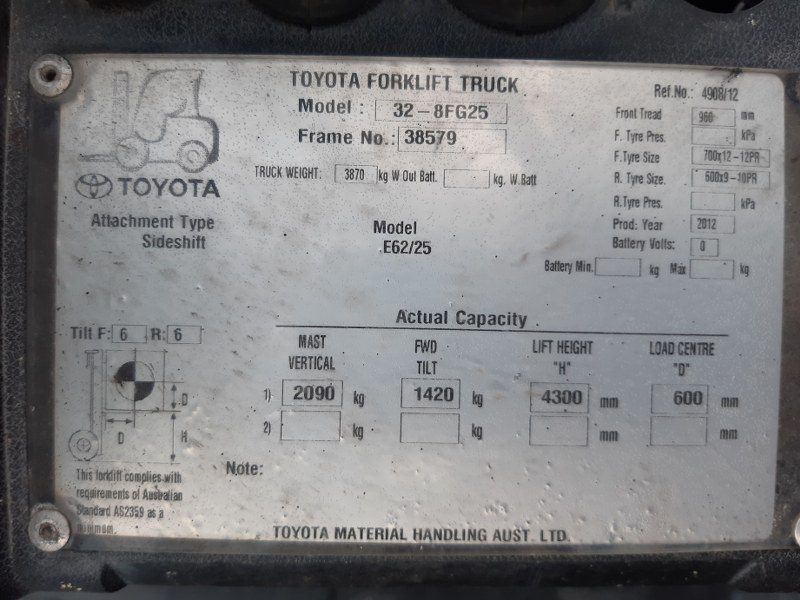 TOYOTA FORKLIFT TRUCK
Model : 32-8FG25
Frame No.: 38579
TRUCK WEIGHT: 3870 kg W Out Batt. kg. W.Batt
TOYOTA
Attachment Type
Sideshift
Model
E62/25
Ref.No.: 4908/12
Front Tread 960 mm
F. Tyre Pres. kPa
F. Tyre Size 700x12-12PR
R. Tyre Size. 600x9-10PR
R. Tyre Pres. kPa
Prod: Year 2012
Battery Volts: 0
Battery Min. kg Max kg
Tilt F: 6 R: 6
D
D
H
Actual Capacity
MAST VERTICAL FWD TILT LIFT HEIGHT "H" LOAD CENTRE "D"
1) 2090 kg 1420 kg 4300 mm 600 mm
2) kg kg mm mm
This forklift complies with
requirements of Australian
Standard AS2359 as a
minimum.
Note:
TOYOTA MATERIAL HANDLING AUST. LTD.